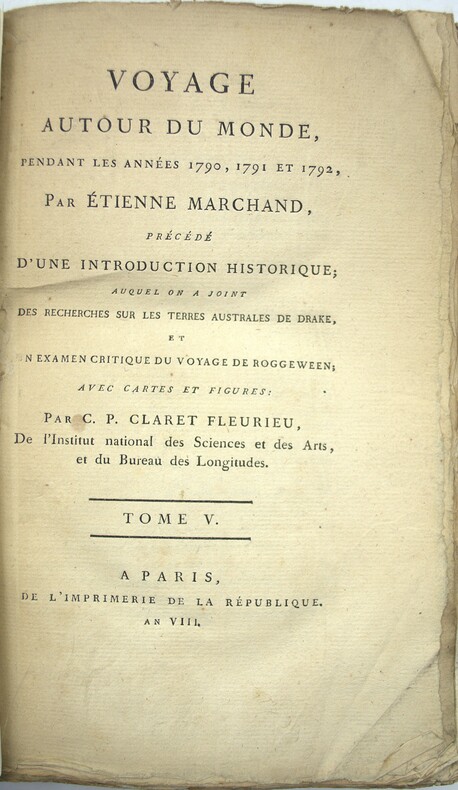 VOYAGE
AUTOUR DU MONDE,
PENDANT LES ANNÉES 1790, 1791 ET 1792,
PAR ÉTIENNE MARCHAND,
PRÉCÉDÉ
D'UNE INTRODUCTION HISTORIQUE;
AUQUEL ON A JOINT
DES RECHERCHES SUR LES TERRES AUSTRALES DE DRAKE,
ET
N EXAMEN CRITIQUE DU VOYAGE DE ROGGEWEEN;
AVEC CARTES ET FIGURES:
PAR C. P. CLARET FLEURIEU,
De l'Institut national des Sciences et des Arts,
et du Bureau des Longitudes.
TOME V.
A PARIS,
DE L'IMPRIMERIE DE LA RÉPUBLIQUE.
AN VIII.